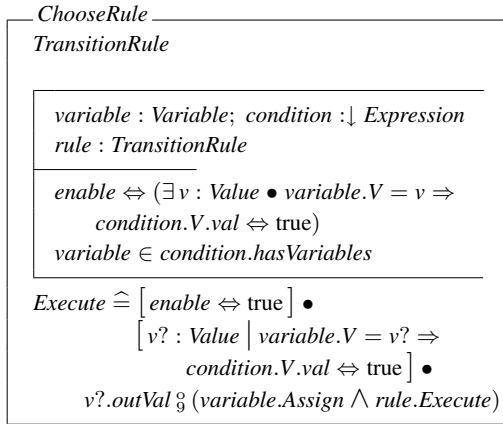 ChooseRule
TransitionRule
variable : Variable; condition :↓ Expression
rule : TransitionRule
enable ⇔ (∃ v : Value • variable.V = v ⇒
condition.V.val ⇔ true)
variable ∈ condition.hasVariables
Execute ≙ [ enable ⇔ true ] •
[ v? : Value | variable.V = v? ⇒
condition.V.val ⇔ true ] •
v?.outVal ⨟ (variable.Assign ∧ rule.Execute)